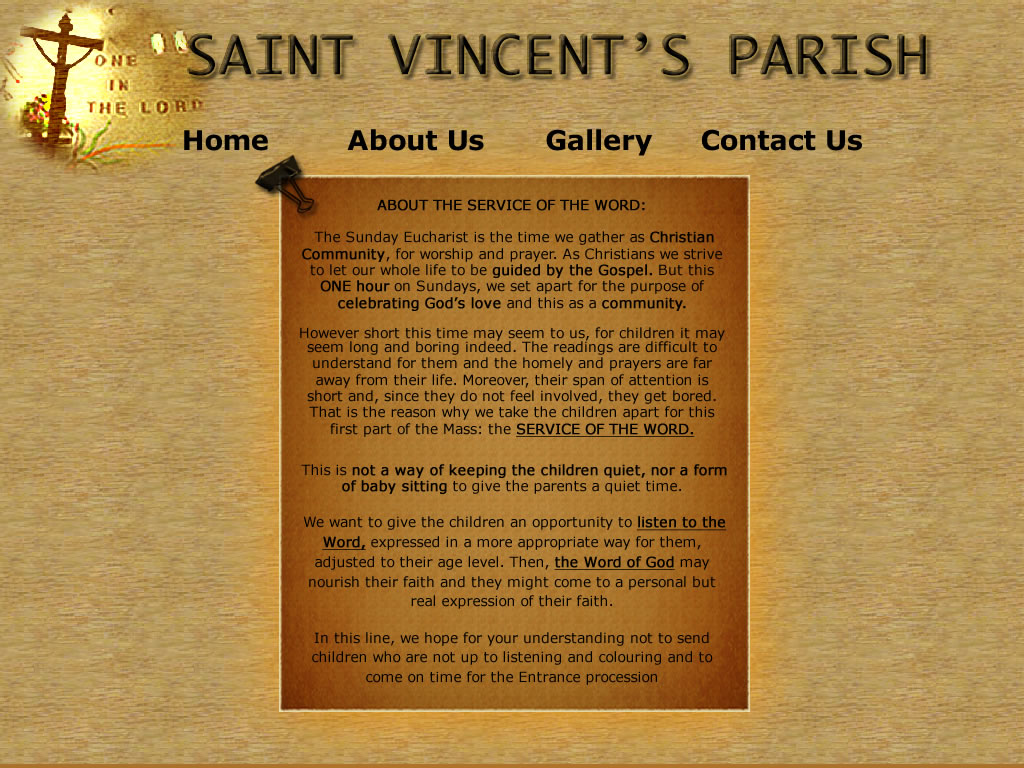 ONE
IN
THE LORD
SAINT VINCENT’S PARISH
Home About Us Gallery Contact Us
ABOUT THE SERVICE OF THE WORD:
The Sunday Eucharist is the time we gather as Christian
Community, for worship and prayer. As Christians we strive
to let our whole life to be guided by the Gospel. But this
ONE hour on Sundays, we set apart for the purpose of
celebrating God’s love and this as a community.
However short this time may seem to us, for children it may
seem long and boring indeed. The readings are difficult to
understand for them and the homely and prayers are far
away from their life. Moreover, their span of attention is
short and, since they do not feel involved, they get bored.
That is the reason why we take the children apart for this
first part of the Mass: the SERVICE OF THE WORD.
This is not a way of keeping the children quiet, nor a form
of baby sitting to give the parents a quiet time.
We want to give the children an opportunity to listen to the
Word, expressed in a more appropriate way for them,
adjusted to their age level. Then, the Word of God may
nourish their faith and they might come to a personal but
real expression of their faith.
In this line, we hope for your understanding not to send
children who are not up to listening and colouring and to
come on time for the Entrance procession